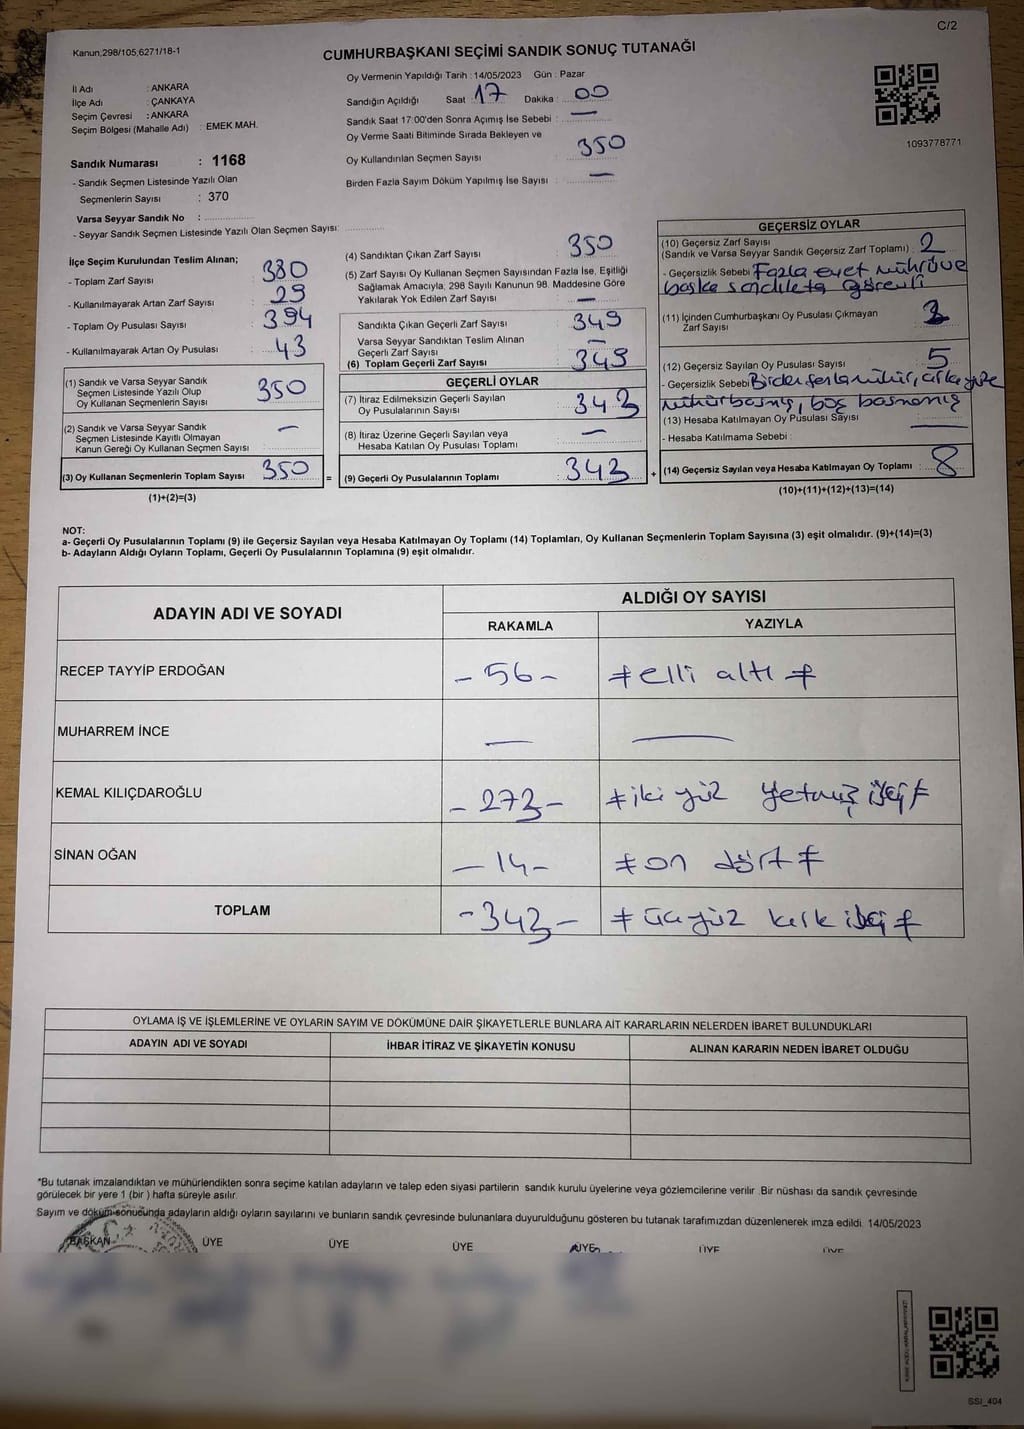 C/2
Kanun;298/105;6271/18-1
CUMHURBAŞKANI SEÇİMİ SANDIK SONUÇ TUTANAĞI
İl Adı : ANKARA
İlçe Adı : ÇANKAYA
Seçim Çevresi : ANKARA
Seçim Bölgesi (Mahalle Adı) : EMEK MAH.
Sandık Numarası : 1168
- Sandık Seçmen Listesinde Yazılı Olan
Seçmenlerin Sayısı : 370
Varsa Seyyar Sandık No :
- Seyyar Sandık Seçmen Listesinde Yazılı Olan Seçmen Sayısı:
Oy Vermenin Yapıldığı Tarih : 14/05/2023 Gün : Pazar
Sandığın Açıldığı Saat : 17 Dakika : 00
Sandık Saat 17:00'den Sonra Açımış İse Sebebi : —
Oy Verme Saati Bitiminde Sırada Bekleyen ve
Oy Kullandırılan Seçmen Sayısı : 350
Birden Fazla Sayım Döküm Yapılmış İse Sayısı : —
1093778771
İlçe Seçim Kurulundan Teslim Alınan;
- Toplam Zarf Sayısı : 380
- Kullanılmayarak Artan Zarf Sayısı : 29
- Toplam Oy Pusulası Sayısı : 394
- Kullanılmayarak Artan Oy Pusulası : 43
(1) Sandık ve Varsa Seyyar Sandık
Seçmen Listesinde Yazılı Olup
Oy Kullanan Seçmenlerin Sayısı : 350
(2) Sandık ve Varsa Seyyar Sandık
Seçmen Listesinde Kayıtlı Olmayan
Kanun Gereği Oy Kullanan Seçmen Sayısı : —
(3) Oy Kullanan Seçmenlerin Toplam Sayısı : 350
(1)+(2)=(3)
(4) Sandıktan Çıkan Zarf Sayısı : 350
(5) Zarf Sayısı Oy Kullanan Seçmen Sayısından Fazla İse, Eşitliği
Sağlamak Amacıyla, 298 Sayılı Kanunun 98. Maddesine Göre
Yakılarak Yok Edilen Zarf Sayısı : —
Sandıkta Çıkan Geçerli Zarf Sayısı : 349
Varsa Seyyar Sandıktan Teslim Alınan
Geçerli Zarf Sayısı : —
(6) Toplam Geçerli Zarf Sayısı : 349
GEÇERLİ OYLAR
(7) İtiraz Edilmeksizin Geçerli Sayılan
Oy Pusulalarının Sayısı :
(8) İtiraz Üzerine Geçerli Sayılan veya
Hesaba Katılan Oy Pusulası Toplamı : —
= (9) Geçerli Oy Pusulalarının Toplamı :
GEÇERSİZ OYLAR
(10) Geçersiz Zarf Sayısı
(Sandık ve Varsa Seyyar Sandık Geçersiz Zarf Toplamı) : 2
- Geçersizlik Sebebi Fazla evet mührü ve
başka sandıkta görevli
(11) İçinden Cumhurbaşkanı Oy Pusulası Çıkmayan
Zarf Sayısı :
(12) Geçersiz Sayılan Oy Pusulası Sayısı : 5
- Geçersizlik Sebebi Birden fazla mühür, arka yüze
mühür basmış, boş basmamış
(13) Hesaba Katılmayan Oy Pusulası Sayısı : —
- Hesaba Katılmama Sebebi :
+ (14) Geçersiz Sayılan veya Hesaba Katılmayan Oy Toplamı : 8
(10)+(11)+(12)+(13)=(14)
NOT:
a- Geçerli Oy Pusulalarının Toplamı (9) ile Geçersiz Sayılan veya Hesaba Katılmayan Oy Toplamı (14) Toplamları, Oy Kullanan Seçmenlerin Toplam Sayısına (3) eşit olmalıdır. (9)+(14)=(3)
b- Adayların Aldığı Oyların Toplamı, Geçerli Oy Pusulalarının Toplamına (9) eşit olmalıdır.
ADAYIN ADI VE SOYADI ALDIĞI OY SAYISI
RAKAMLA YAZIYLA
RECEP TAYYİP ERDOĞAN - 56 - # elli altı #
MUHARREM İNCE — —
KEMAL KILIÇDAROĞLU - 272 - # iki yüz yetmiş iki #
SİNAN OĞAN - 14 - # on dört #
TOPLAM - 342 - # üç yüz kırk iki #
OYLAMA İŞ VE İŞLEMLERİNE VE OYLARIN SAYIM VE DÖKÜMÜNE DAİR ŞİKAYETLERLE BUNLARA AİT KARARLARIN NELERDEN İBARET BULUNDUKLARI
ADAYIN ADI VE SOYADI İHBAR İTİRAZ VE ŞİKAYETİN KONUSU ALINAN KARARIN NEDEN İBARET OLDUĞU
*Bu tutanak imzalandıktan ve mühürlendikten sonra seçime katılan adayların ve talep eden siyasi partilerin sandık kurulu üyelerine veya gözlemcilerine verilir .Bir nüshası da sandık çevresinde
görülecek bir yere 1 (bir ) hafta süreyle asılır.
Sayım ve döküm sonucunda adayların aldığı oyların sayılarını ve bunların sandık çevresinde bulunanlara duyurulduğunu gösteren bu tutanak tarafımızdan düzenlenerek imza edildi. 14/05/2023
BAŞKAN ÜYE ÜYE ÜYE ÜYE ÜYE ÜYE
SSI_404